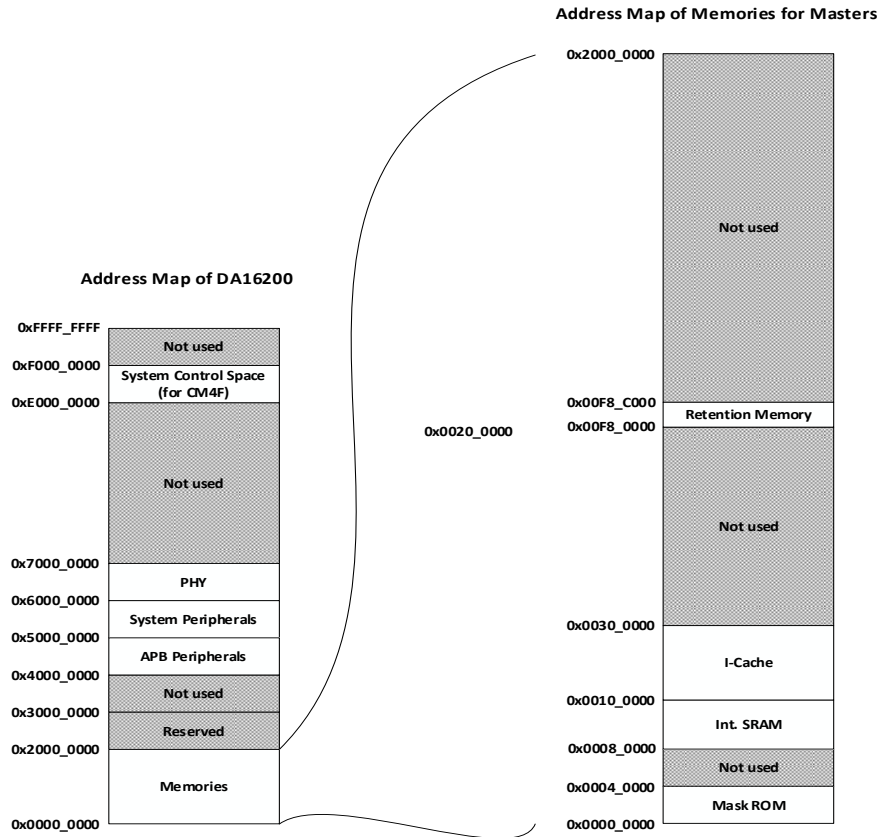 Address Map of Memories for Masters
0x2000_0000
Not used
Address Map of DA16200
0xFFFF_FFFF
Not used
0xF000_0000
System Control Space
(for CM4F)
0xE000_0000
Not used
0x7000_0000
PHY
0x6000_0000
System Peripherals
0x5000_0000
APB Peripherals
0x4000_0000
Not used
0x3000_0000
Reserved
0x2000_0000
Memories
0x0000_0000
0x0020_0000
0x00F8_C000
Retention Memory
0x00F8_0000
Not used
0x0030_0000
I-Cache
0x0010_0000
Int. SRAM
0x0008_0000
Not used
0x0004_0000
Mask ROM
0x0000_0000